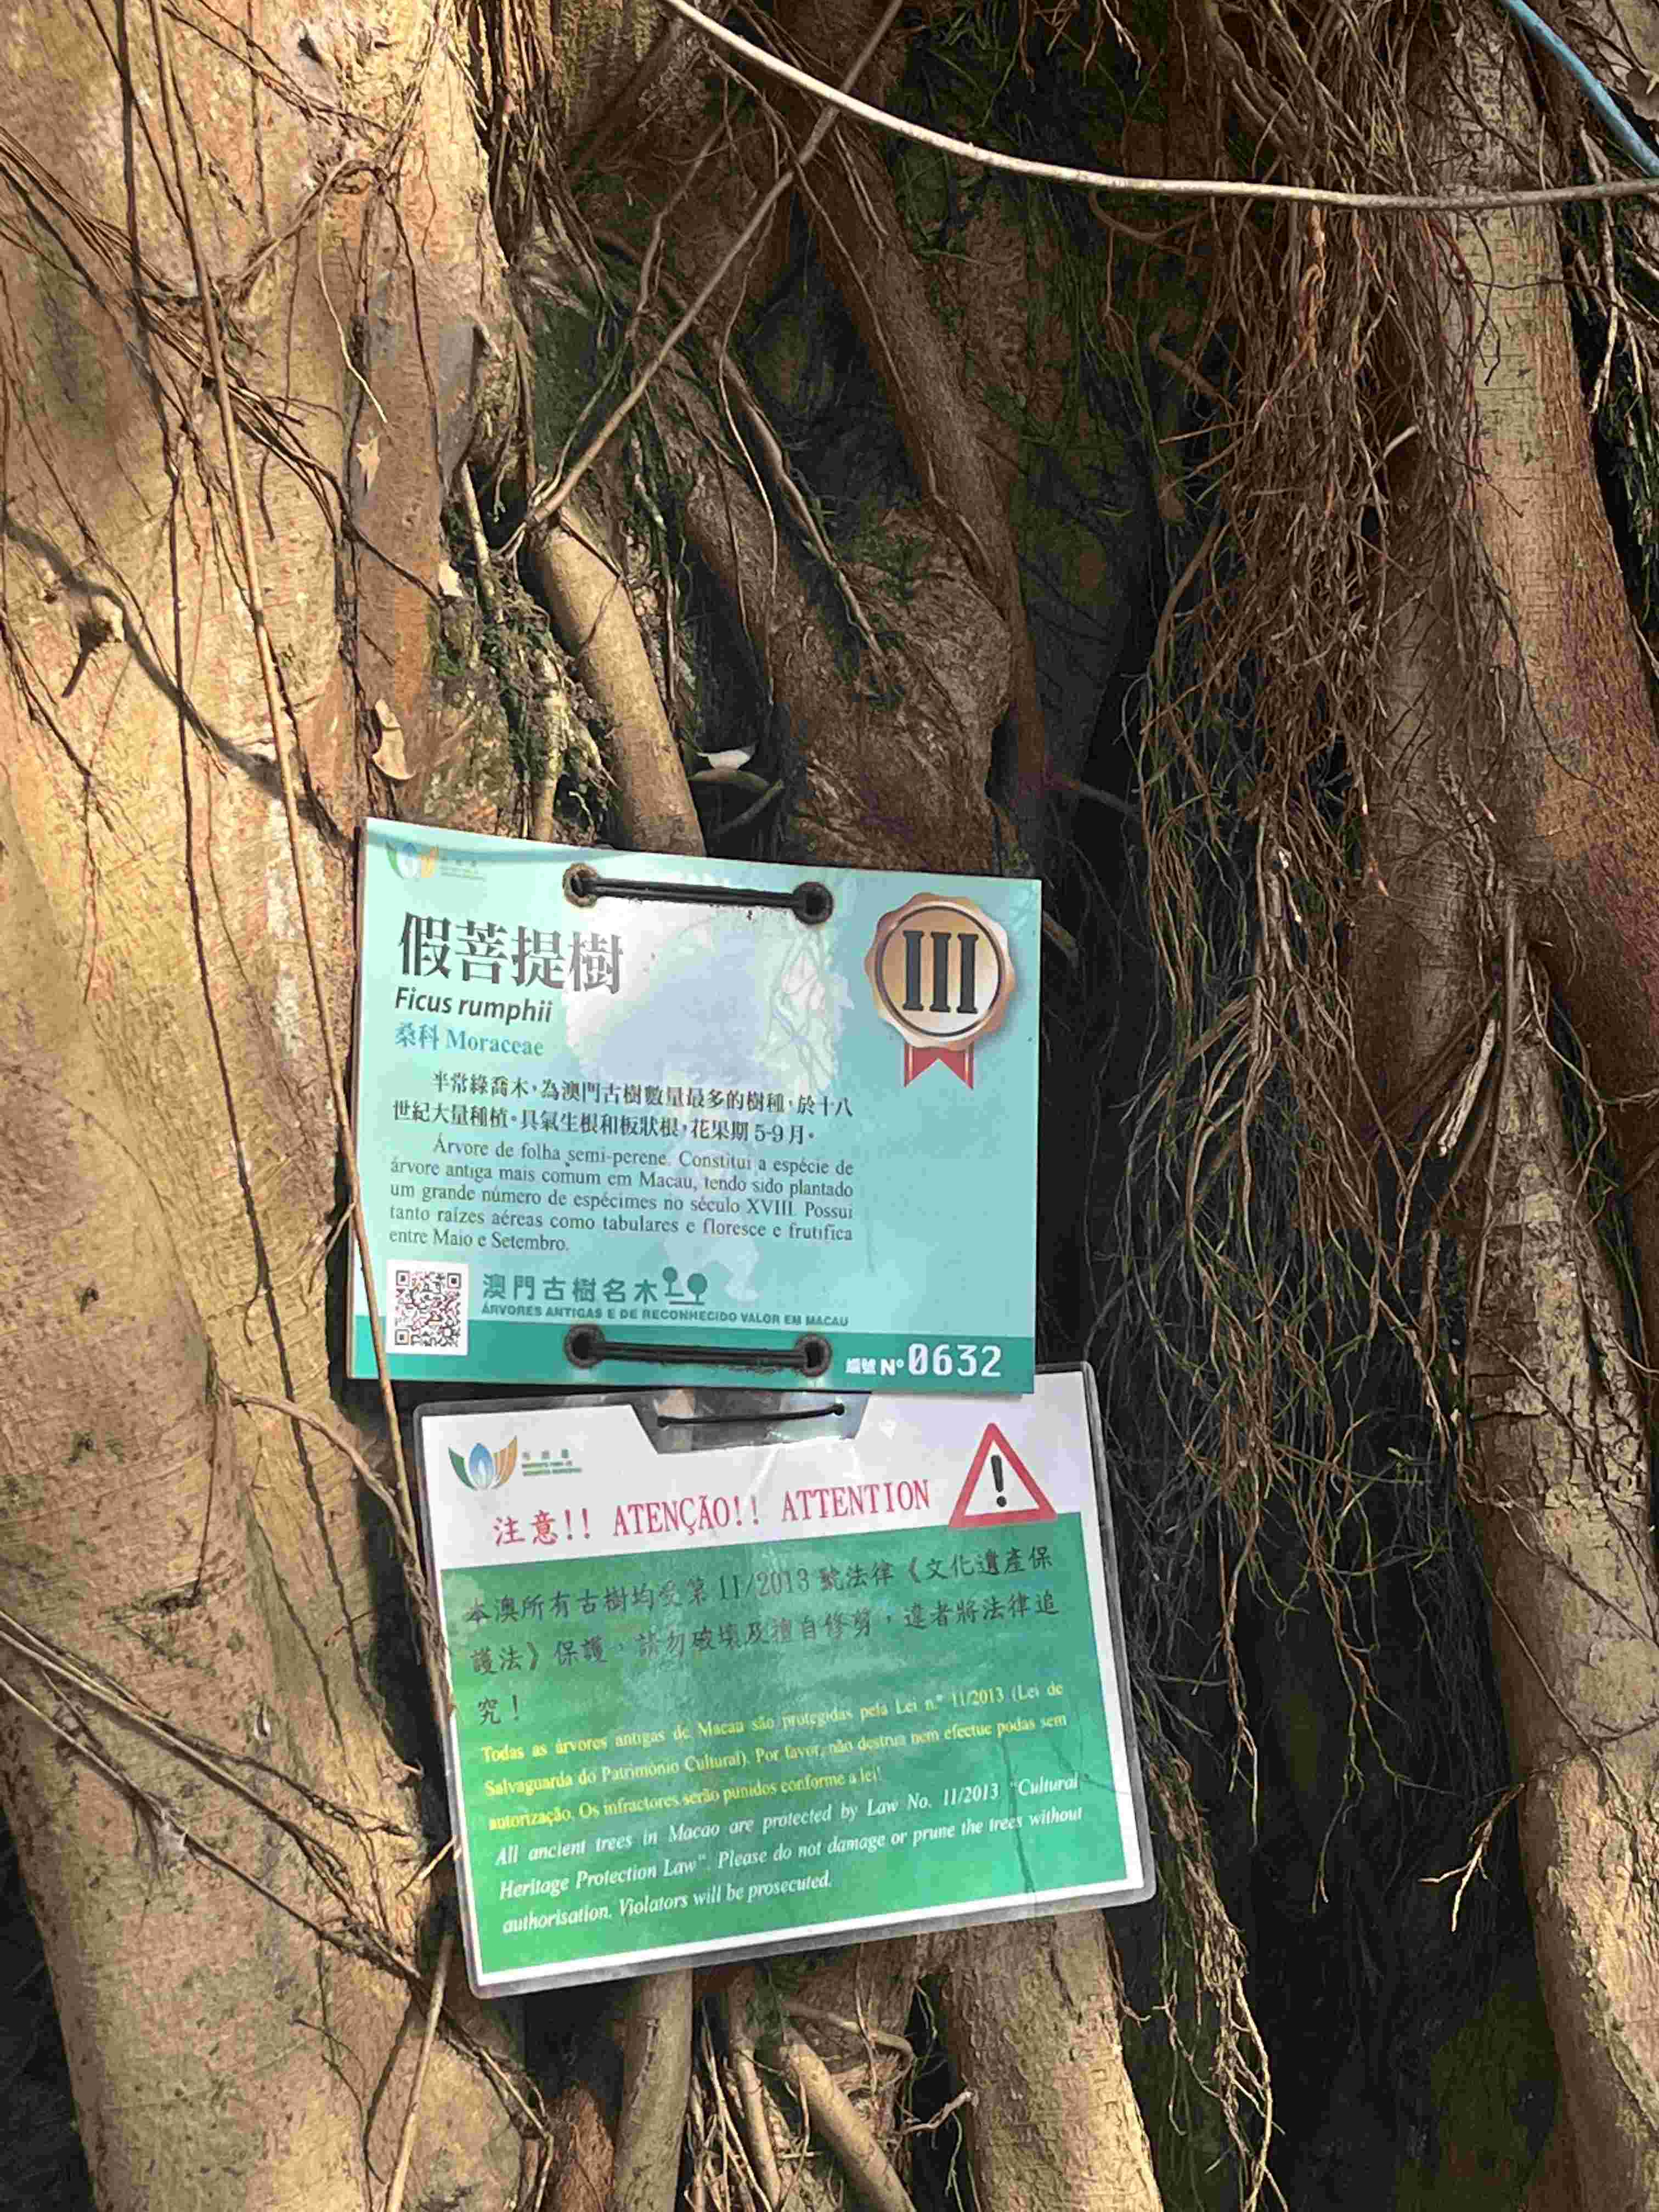 假菩提樹
III
Ficus rumphii
桑科 Moraceae
半常綠喬木，為澳門古樹數量最多的樹種，於十八
世紀大量種植。具氣生根和板狀根，花果期 5-9 月。
Árvore de folha semi-perene. Constitui a espécie de
árvore antiga mais comum em Macau, tendo sido plantado
um grande número de espécimes no século XVIII. Possui
tanto raízes aéreas como tabulares e floresce e frutifica
entre Maio e Setembro.
澳門古樹名木
ÁRVORES ANTIGAS E DE RECONHECIDO VALOR EM MACAU
編號 Nº 0632
市政署
注意!! ATENÇÃO!! ATTENTION
本澳所有古樹均受第 11/2013 號法律《文化遺產保
護法》保護，請勿破壞及擅自修剪，違者將法律追
究！
Todas as árvores antigas de Macau são protegidas pela Lei n.º 11/2013 (Lei de
Salvaguarda do Património Cultural). Por favor, não destrua nem efectue podas sem
autorização. Os infractores serão punidos conforme a lei!
All ancient trees in Macao are protected by Law No. 11/2013 "Cultural
Heritage Protection Law". Please do not damage or prune the trees without
authorisation. Violators will be prosecuted.